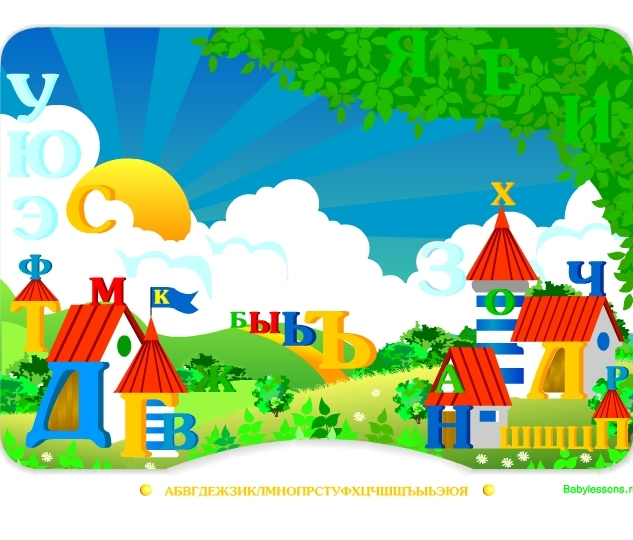 Я Е И
У
Ю
Э С
Х
Ф З Ч
М К О
Т Б Ы Ь Ъ
Ж А Р
Д Г В Н Л П
АБВГДЕЖЗИКЛМНОПРСТУФХЦЧШЩЪЫЬЭЮЯ
Babylessons.r